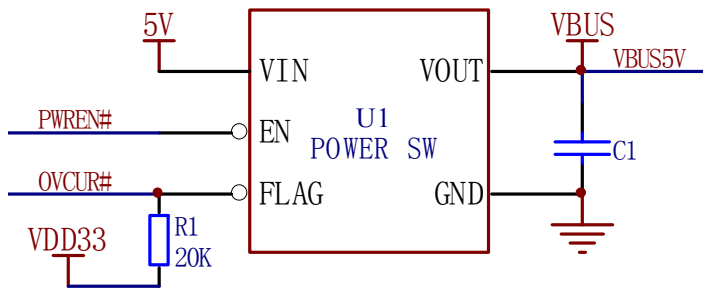 5V
VBUS
VIN
VOUT
VBUS5V
PWREN#
EN
U1
POWER SW
C1
OVCUR#
FLAG
GND
R1
20K
VDD33